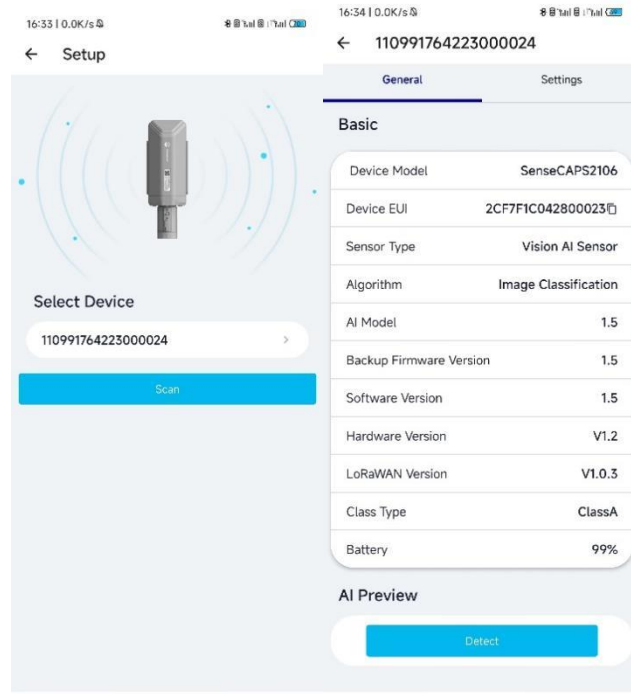 16:33 | 0.0K/s
Setup
Select Device
110991764223000024
Scan
16:34 | 0.0K/s
110991764223000024
General Settings
Basic
Device Model SenseCAPS2106
Device EUI 2CF7F1C042800023
Sensor Type Vision AI Sensor
Algorithm Image Classification
AI Model 1.5
Backup Firmware Version 1.5
Software Version 1.5
Hardware Version V1.2
LoRaWAN Version V1.0.3
Class Type ClassA
Battery 99%
AI Preview
Detect